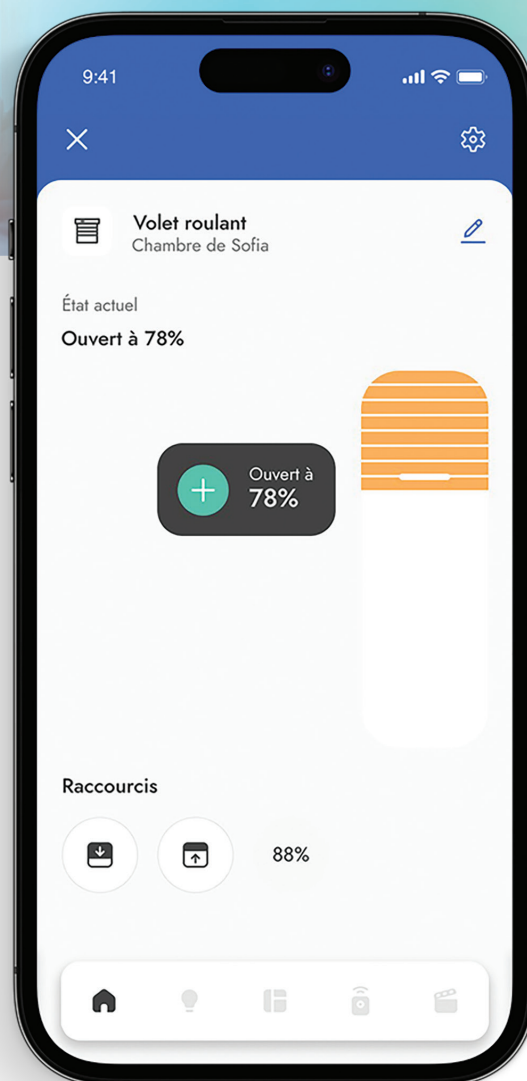 9:41
Volet roulant
Chambre de Sofia
État actuel
Ouvert à 78%
Ouvert à
78%
Raccourcis
88%